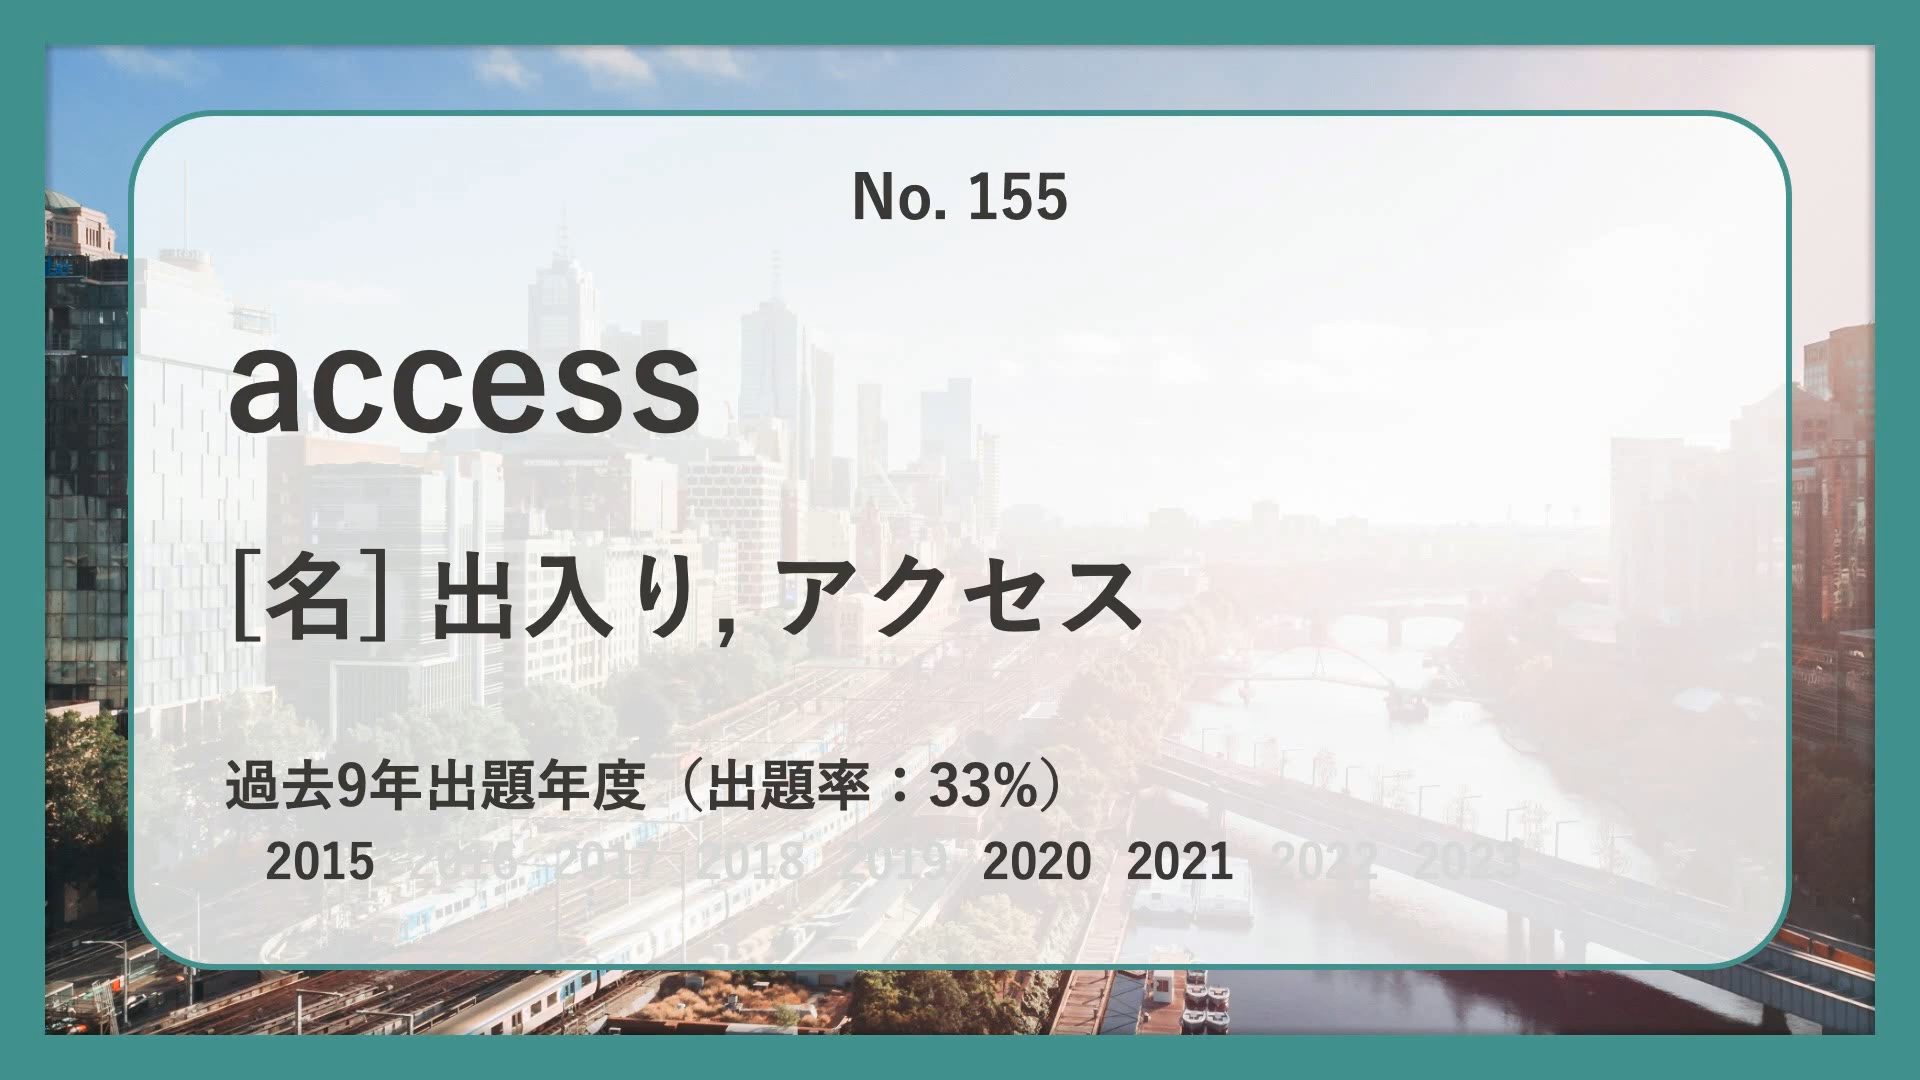 No. 155
access
[名] 出入り, アクセス
過去9年出題年度（出題率：33%）
2015 2016 2017 2018 2019 2020 2021 2022 2023